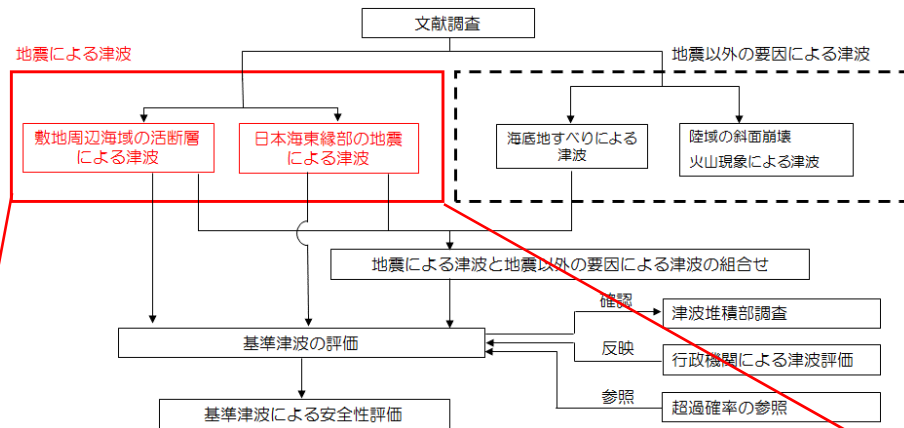 文献調査
地震による津波
地震以外の要因による津波
敷地周辺海域の活断層
による津波
日本海東縁部の地震
による津波
海底地すべりによる
津波
陸域の斜面崩壊
火山現象による津波
地震による津波と地震以外の要因による津波の組合せ
確認
津波堆積部調査
基準津波の評価
反映
行政機関による津波評価
参照
超過確率の参照
基準津波による安全性評価